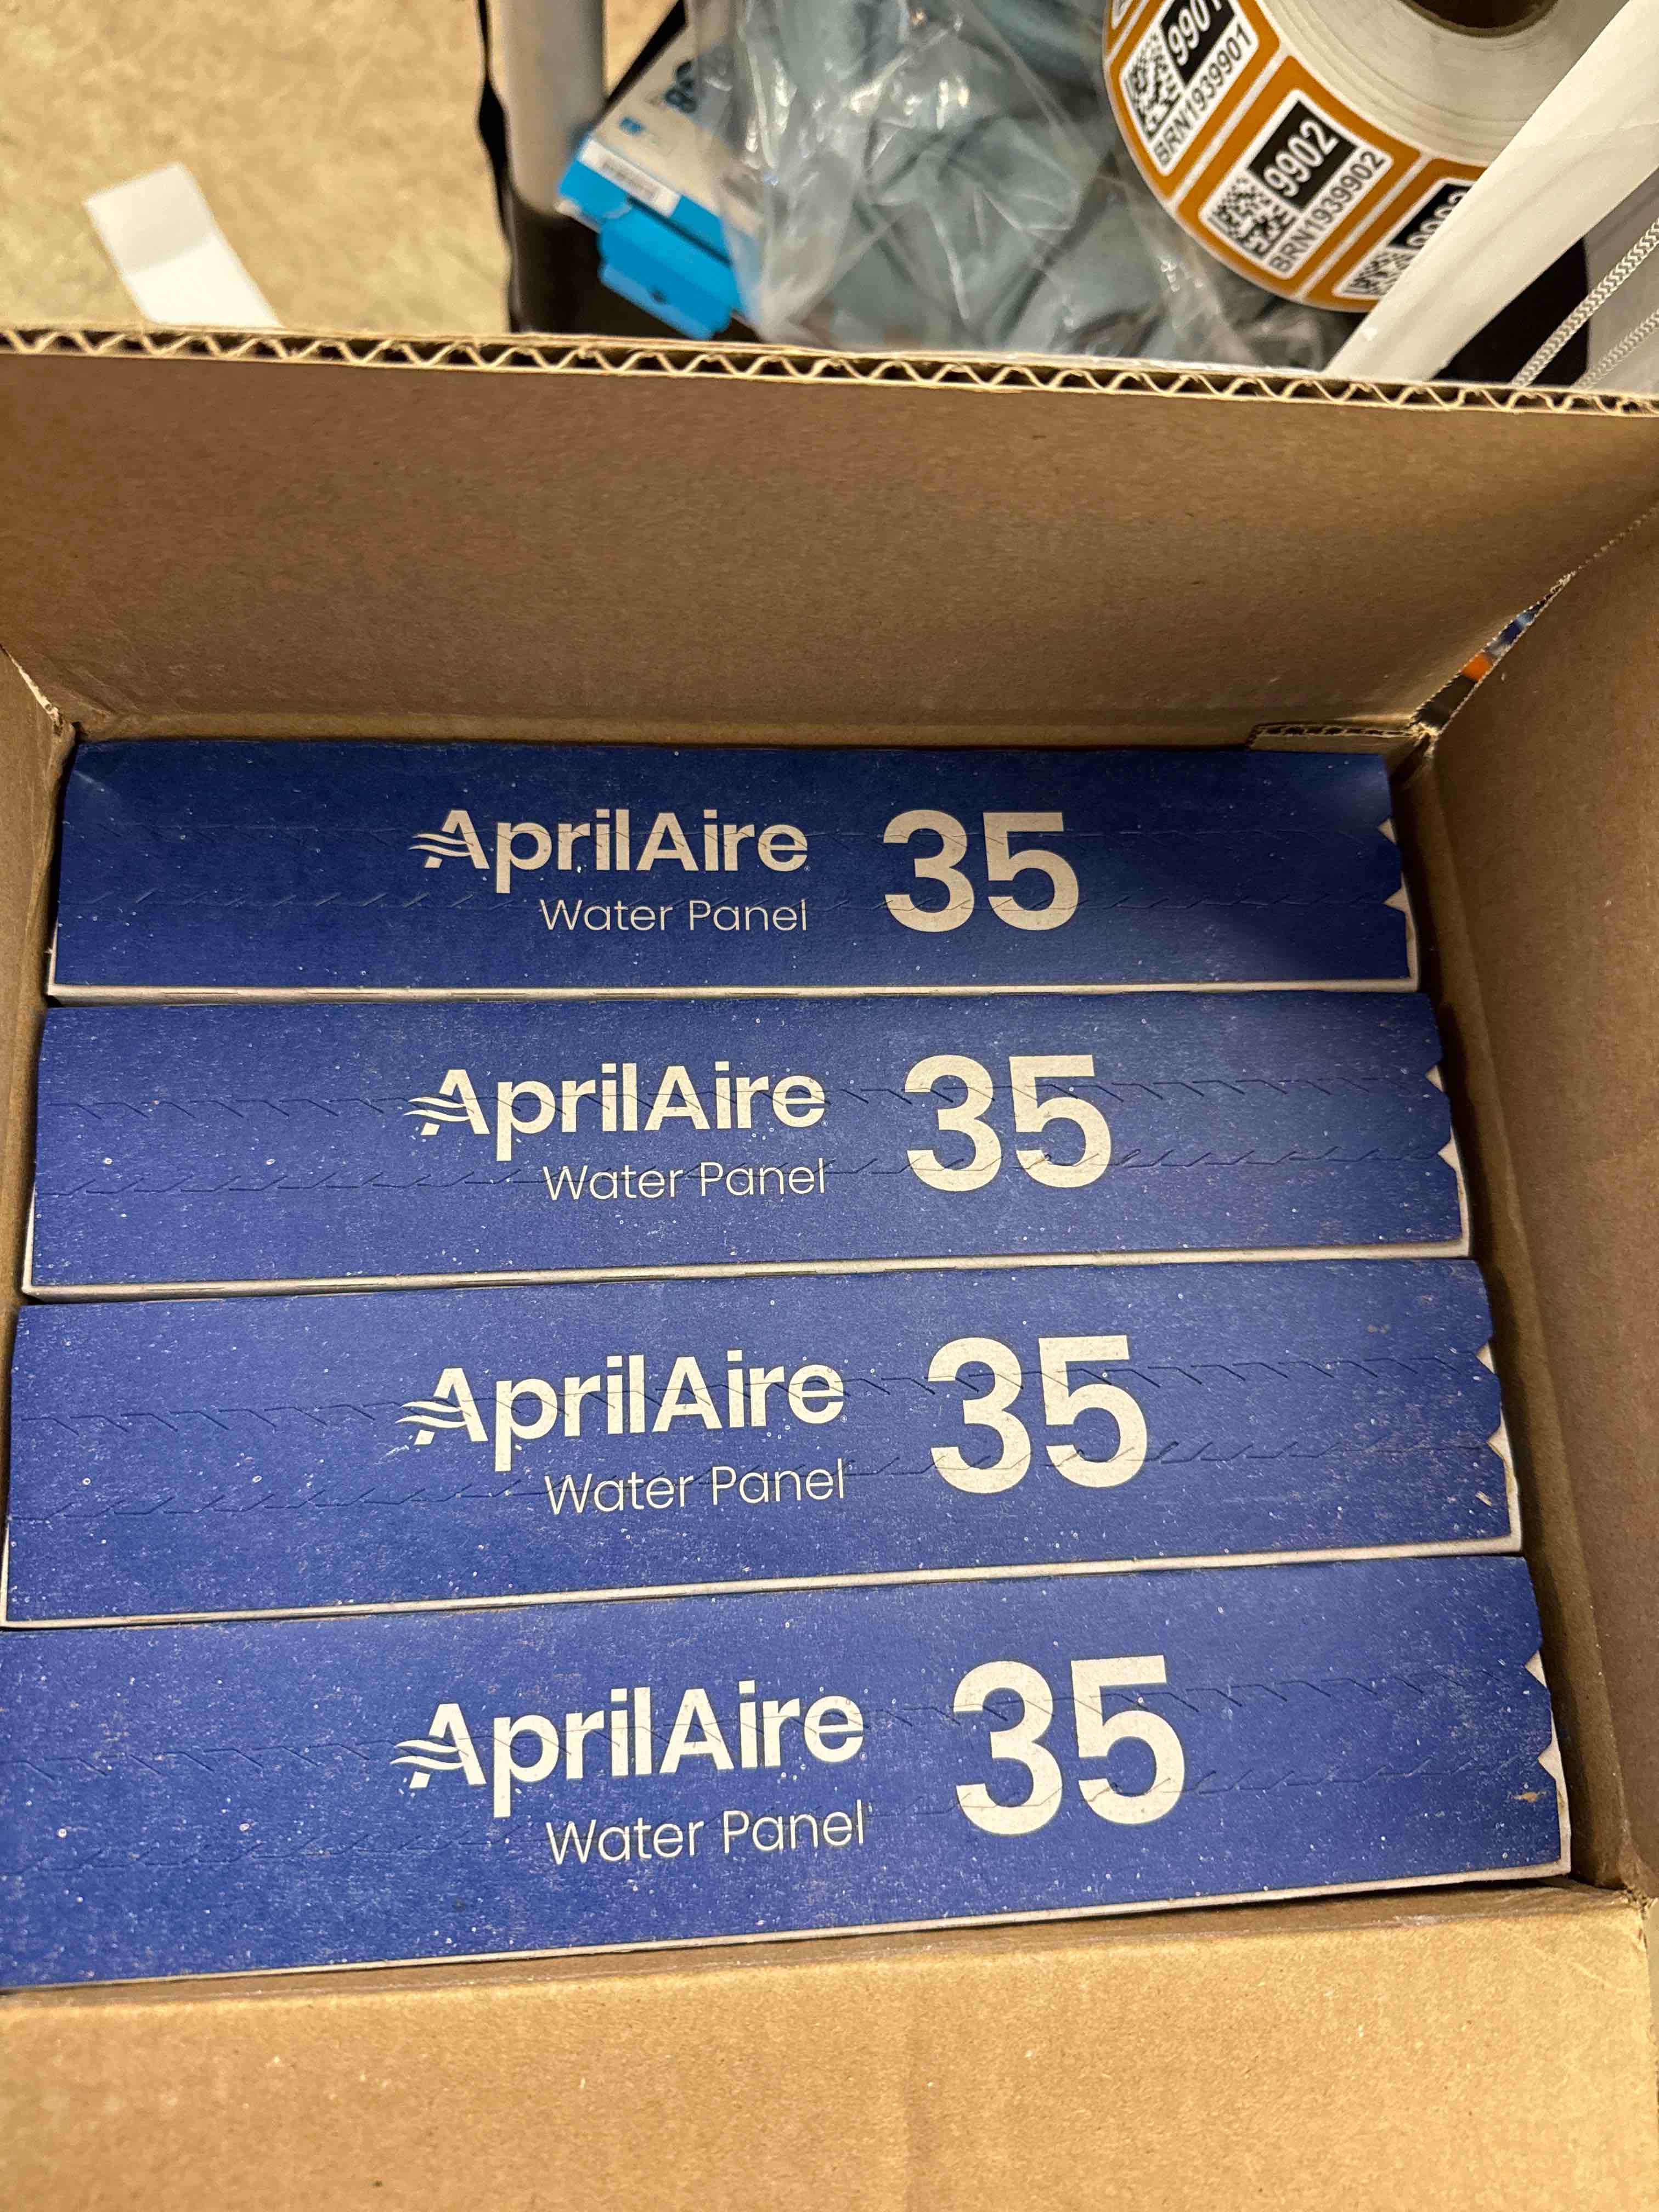 9901
BRN1939901
9902
BRN1939902
AprilAire 35
Water Panel
AprilAire 35
Water Panel
AprilAire 35
Water Panel
AprilAire 35
Water Panel